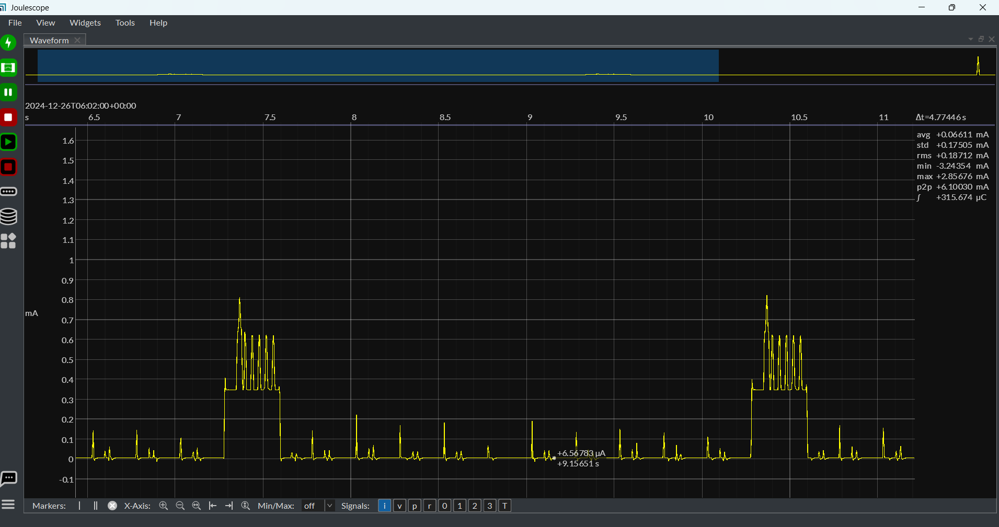 Joulescope
File View Widgets Tools Help
Waveform
2024-12-26T06:02:00+00:00
s 6.5 7 7.5 8 8.5 9 9.5 10 10.5 11 Δt=4.77446 s
avg +0.06611 mA
std +0.17505 mA
rms +0.18712 mA
min -3.24354 mA
max +2.85676 mA
p2p +6.10030 mA
∫ +315.674 µC
1.6
1.5
1.4
1.3
1.2
1.1
1
0.9
0.8
0.7
mA
0.6
0.5
0.4
0.3
0.2
0.1
0
-0.1
+6.56783 µA
+9.15651 s
Markers: X-Axis: Min/Max: off Signals: i v p r 0 1 2 3 T